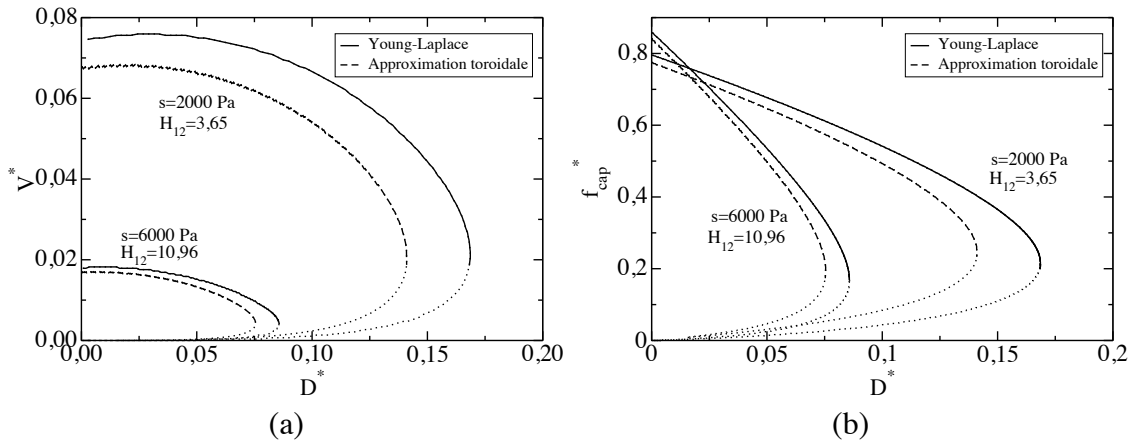 0,08
0,06
0,04
0,02
0,00
V*
Young-Laplace
Approximation toroidale
s=2000 Pa
H12=3,65
s=6000 Pa
H12=10,96
0,00 0,05 0,10 0,15 0,20
D*
(a)
0,8
0,6
0,4
0,2
0
fcap*
Young-Laplace
Approximation toroidale
s=2000 Pa
H12=3,65
s=6000 Pa
H12=10,96
0 0,05 0,1 0,15 0,2
D*
(b)